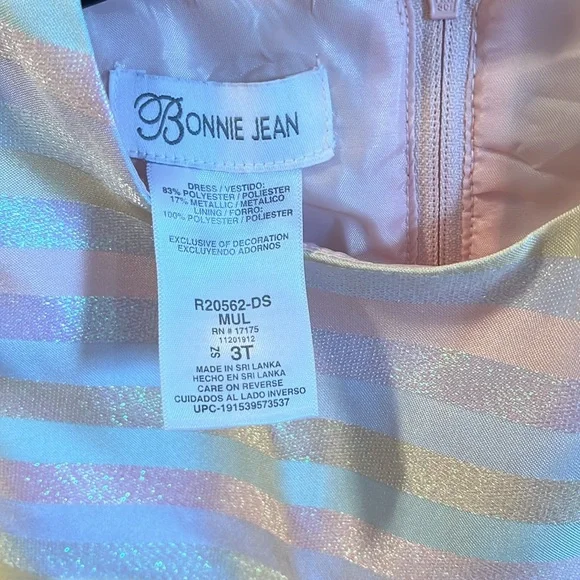 BONNIE JEAN
DRESS / VESTIDO:
83% POLYESTER / POLIESTER
17% METALLIC / METALICO
LINING / FORRO:
100% POLYESTER / POLIESTER
EXCLUSIVE OF DECORATION
EXCLUYENDO ADORNOS
R20562-DS
MUL
RN # 17175
11201912
SZ 3T
MADE IN SRI LANKA
HECHO EN SRI LANKA
CARE ON REVERSE
CUIDADOS AL LADO INVERSO
UPC-191539573537